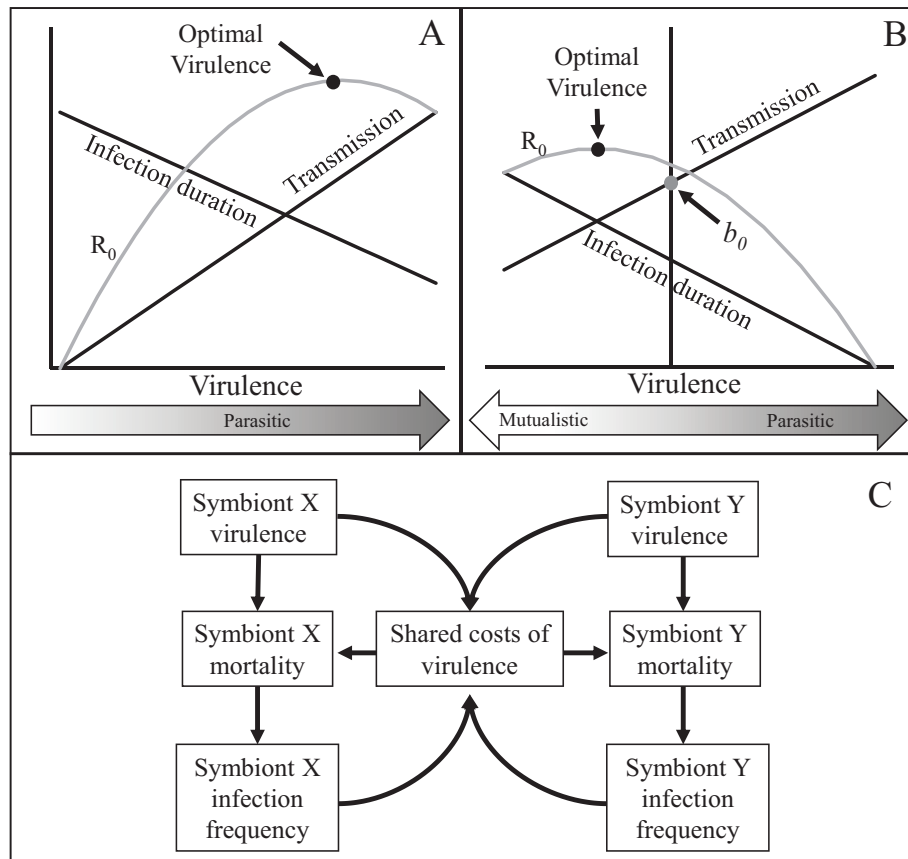 A
Optimal
Virulence
Infection duration
Transmission
R0
Virulence
Parasitic
B
Optimal
Virulence
R0
Transmission
b0
Infection duration
Virulence
Mutualistic
Parasitic
C
Symbiont X
virulence
Symbiont Y
virulence
Symbiont X
mortality
Shared costs of
virulence
Symbiont Y
mortality
Symbiont X
infection
frequency
Symbiont Y
infection
frequency